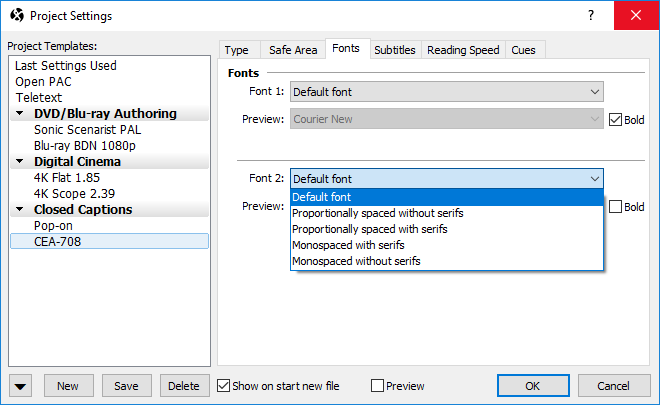 Project Settings
?
Project Templates:
Last Settings Used
Open PAC
Teletext
DVD/Blu-ray Authoring
Sonic Scenarist PAL
Blu-ray BDN 1080p
Digital Cinema
4K Flat 1.85
4K Scope 2.39
Closed Captions
Pop-on
CEA-708
Type Safe Area Fonts Subtitles Reading Speed Cues
Fonts
Font 1: Default font
Preview: Courier New Bold
Font 2: Default font
Default font
Preview: Bold
Proportionally spaced without serifs
Proportionally spaced with serifs
Monospaced with serifs
Monospaced without serifs
New Save Delete Show on start new file Preview OK Cancel